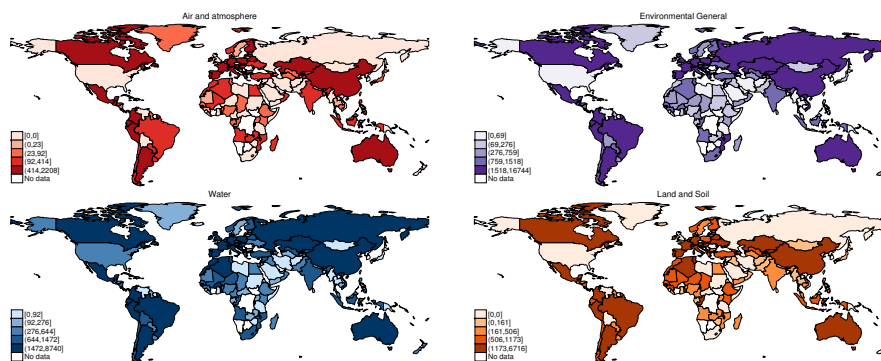 Air and atmosphere
[0,0]
(0,23]
(23,92]
(92,414]
(414,2208]
No data
Environmental General
[0,69]
(69,276]
(276,759]
(759,1518]
(1518,16744]
No data
Water
[0,92]
(92,276]
(276,644]
(644,1472]
(1472,8740]
No data
Land and Soil
[0,0]
(0,161]
(161,506]
(506,1173]
(1173,6716]
No data